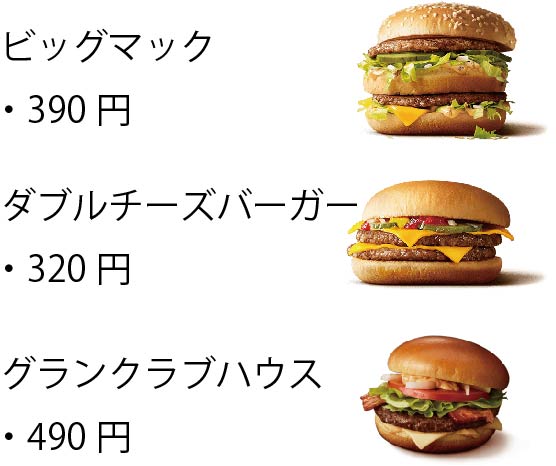 ビッグマック
・390 円
ダブルチーズバーガー
・320 円
グランクラブハウス
・490 円